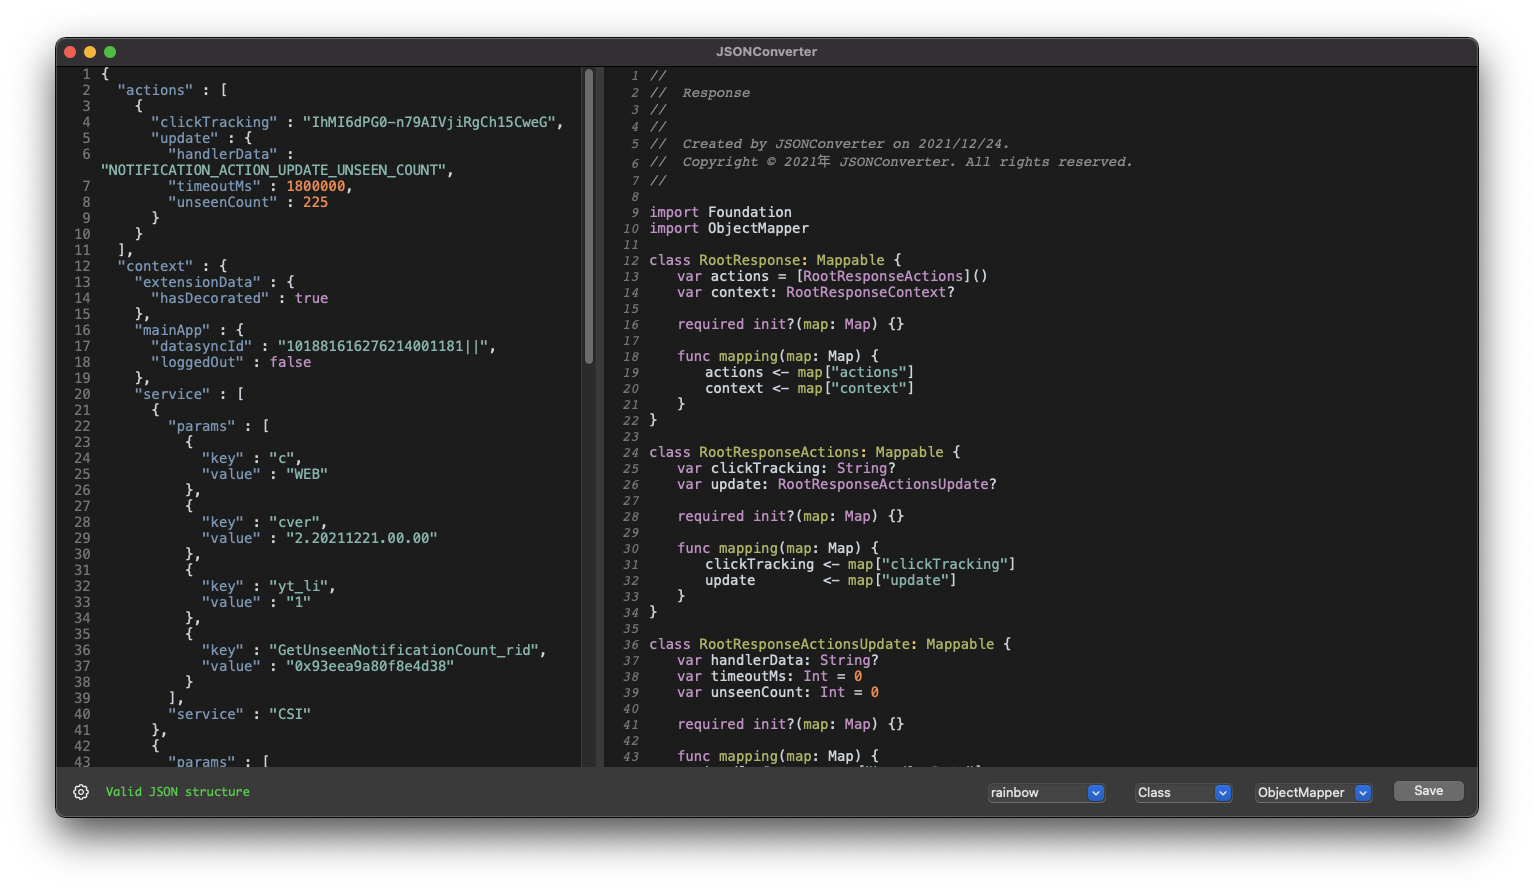 JSONConverter
1 {
2 "actions" : [
3 {
4 "clickTracking" : "IhMI6dPG0-n79AIVjiRgCh15CweG",
5 "update" : {
6 "handlerData" :
"NOTIFICATION_ACTION_UPDATE_UNSEEN_COUNT",
7 "timeoutMs" : 1800000,
8 "unseenCount" : 225
9 }
10 }
11 ],
12 "context" : {
13 "extensionData" : {
14 "hasDecorated" : true
15 },
16 "mainApp" : {
17 "datasyncId" : "101881616276214001181||",
18 "loggedOut" : false
19 },
20 "service" : [
21 {
22 "params" : [
23 {
24 "key" : "c",
25 "value" : "WEB"
26 },
27 {
28 "key" : "cver",
29 "value" : "2.20211221.00.00"
30 },
31 {
32 "key" : "yt_li",
33 "value" : "1"
34 },
35 {
36 "key" : "GetUnseenNotificationCount_rid",
37 "value" : "0x93eea9a80f8e4d38"
38 }
39 ],
40 "service" : "CSI"
41 },
42 {
43 "params" : [
1 //
2 // Response
3 //
4 //
5 // Created by JSONConverter on 2021/12/24.
6 // Copyright © 2021年 JSONConverter. All rights reserved.
7 //
8
9 import Foundation
10 import ObjectMapper
11
12 class RootResponse: Mappable {
13 var actions = [RootResponseActions]()
14 var context: RootResponseContext?
15
16 required init?(map: Map) {}
17
18 func mapping(map: Map) {
19 actions <- map["actions"]
20 context <- map["context"]
21 }
22 }
23
24 class RootResponseActions: Mappable {
25 var clickTracking: String?
26 var update: RootResponseActionsUpdate?
27
28 required init?(map: Map) {}
29
30 func mapping(map: Map) {
31 clickTracking <- map["clickTracking"]
32 update <- map["update"]
33 }
34 }
35
36 class RootResponseActionsUpdate: Mappable {
37 var handlerData: String?
38 var timeoutMs: Int = 0
39 var unseenCount: Int = 0
40
41 required init?(map: Map) {}
42
43 func mapping(map: Map) {
Valid JSON structure
rainbow
Class
ObjectMapper
Save